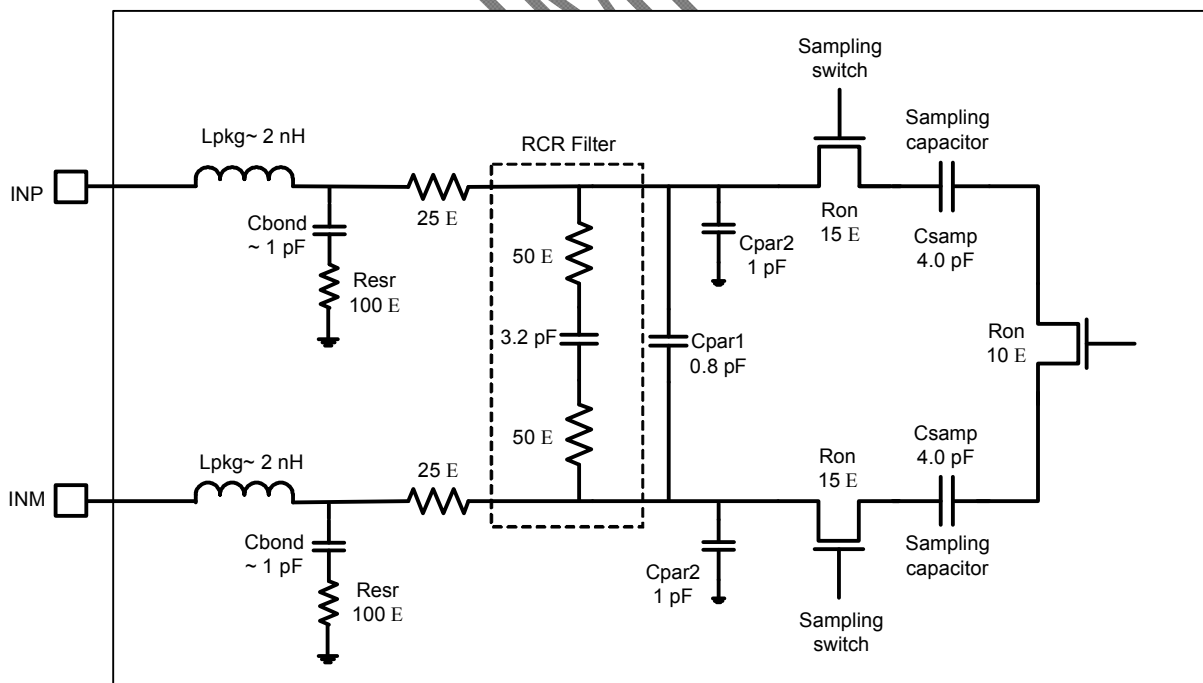 Sampling
switch
Sampling
capacitor
Lpkg~ 2 nH
RCR Filter
INP
25 E
Cbond
~ 1 pF
50 E
Cpar2
1 pF
Ron
15 E
Csamp
4.0 pF
Resr
100 E
3.2 pF
Cpar1
0.8 pF
Ron
10 E
50 E
Lpkg~ 2 nH
25 E
Ron
15 E
Csamp
4.0 pF
INM
Cbond
~ 1 pF
Cpar2
1 pF
Sampling
capacitor
Resr
100 E
Sampling
switch